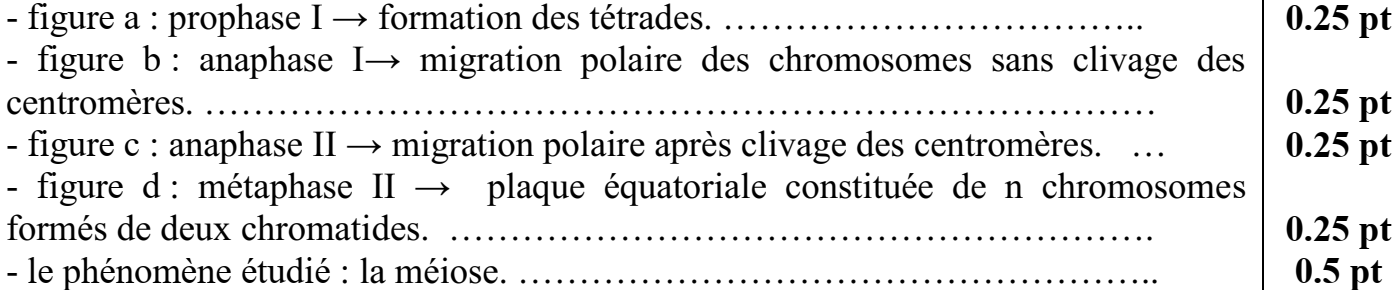 - figure a : prophase I → formation des tétrades. ……………………………….. 0.25 pt
- figure b : anaphase I→ migration polaire des chromosomes sans clivage des
centromères. ……………………………………………………………………… 0.25 pt
- figure c : anaphase II → migration polaire après clivage des centromères. … 0.25 pt
- figure d : métaphase II → plaque équatoriale constituée de n chromosomes
formés de deux chromatides. ………………………………………………………. 0.25 pt
- le phénomène étudié : la méiose. ……………………………………………….. 0.5 pt